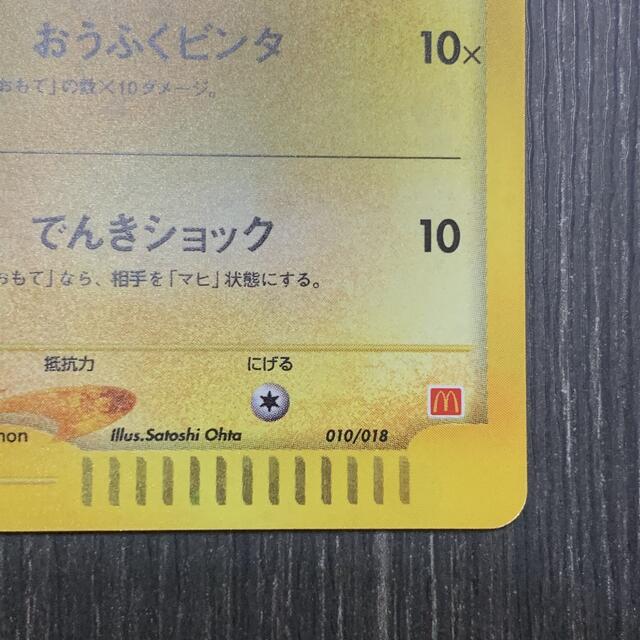 おうふくビンタ 10×
おもて」の数×10ダメージ。
でんきショック 10
おもて」なら、相手を「マヒ」状態にする。
抵抗力 にげる
mon Illus.Satoshi Ohta 010/018